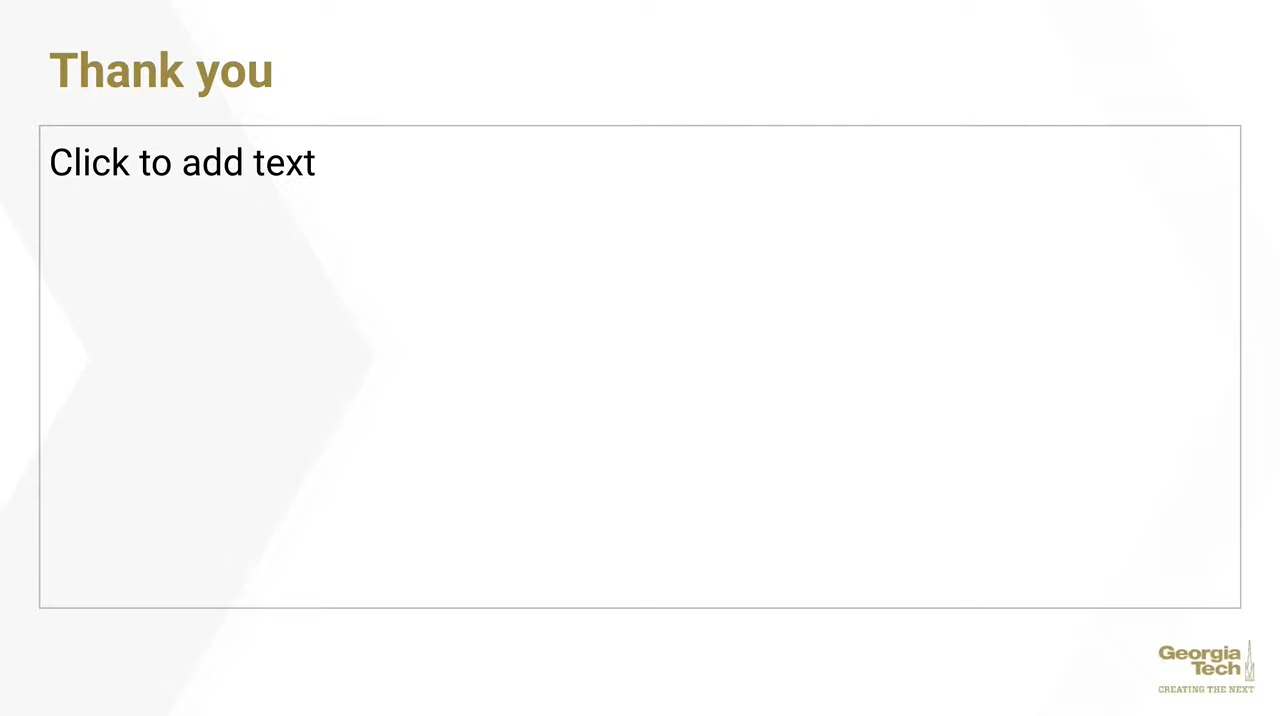 Thank you
Click to add text
Georgia
Tech
CREATING THE NEXT